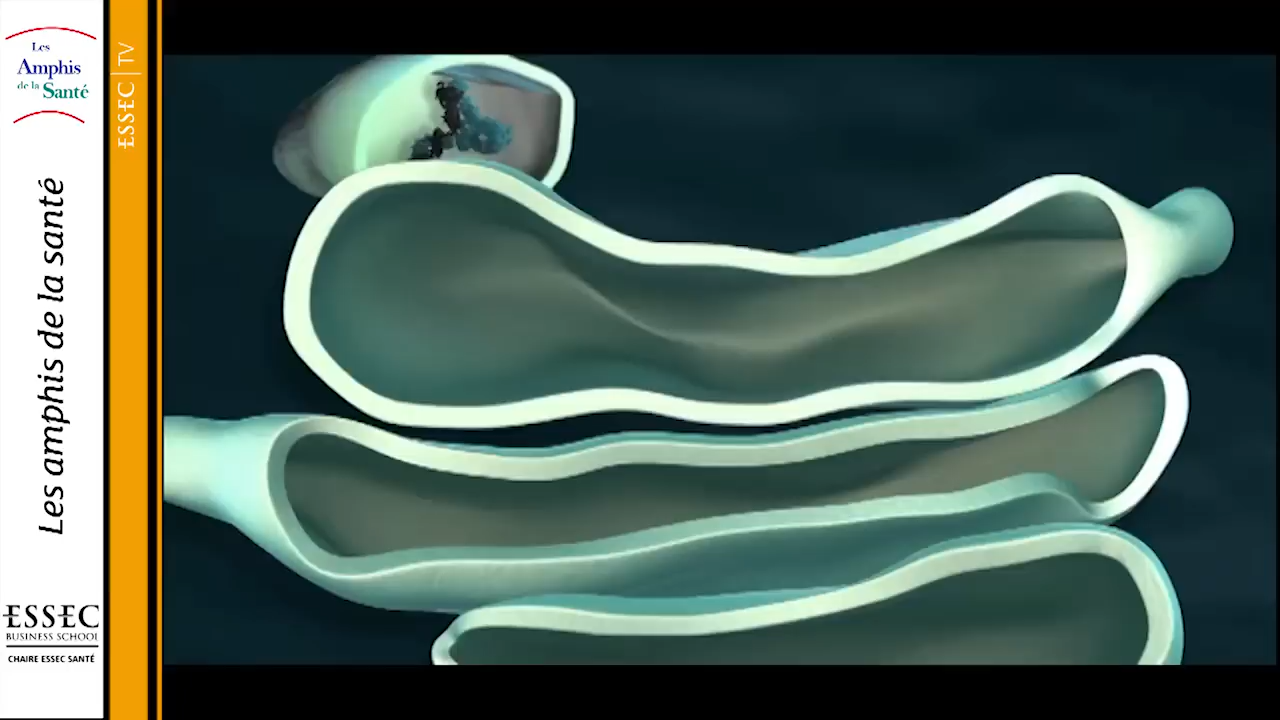 Les
Amphis
de la Santé
ESSEC | TV
Les amphis de la santé
ESSEC
BUSINESS SCHOOL
CHAIRE ESSEC SANTÉ